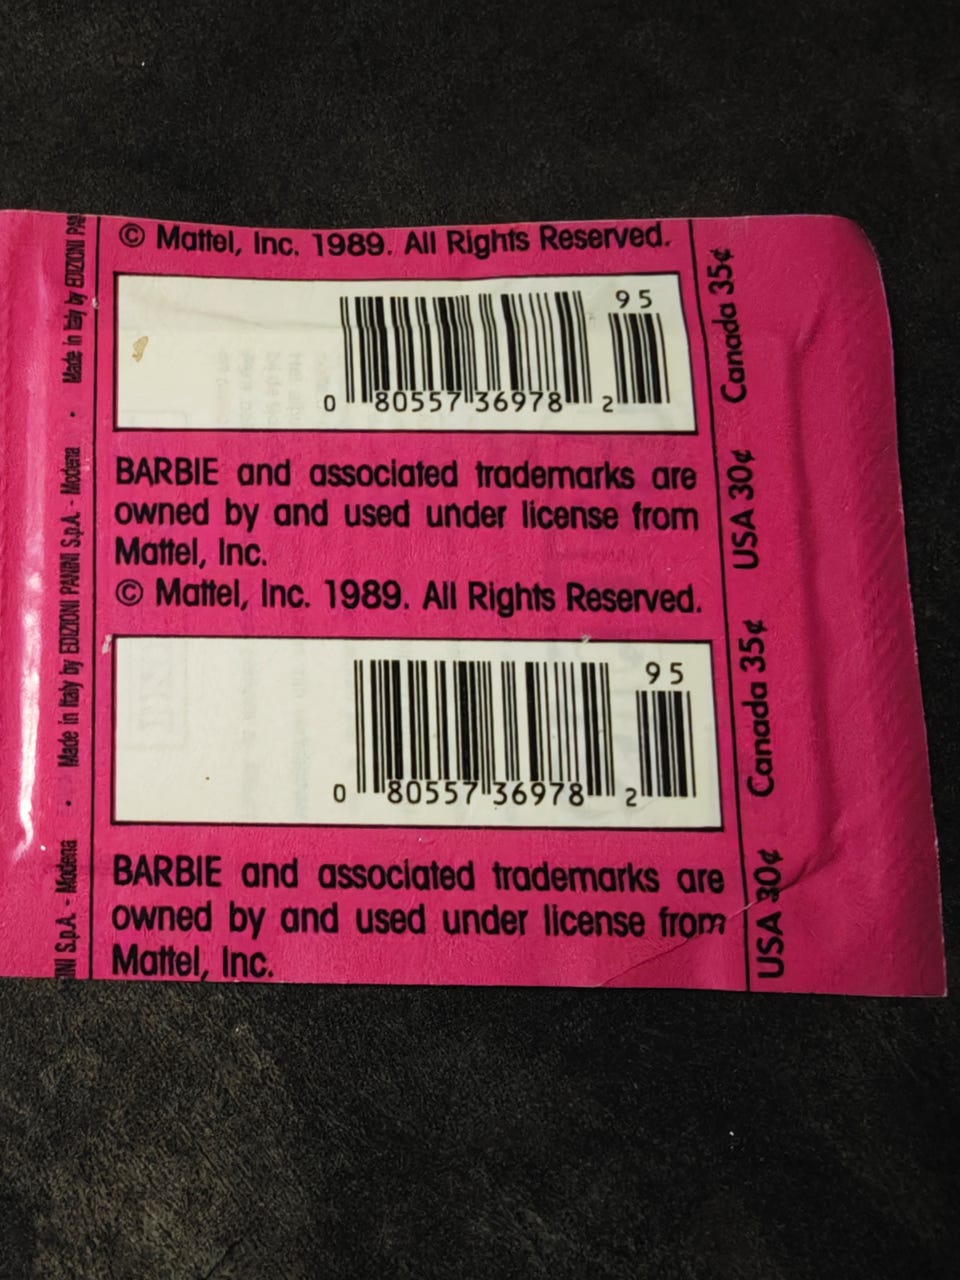 © Mattel, Inc. 1989. All Rights Reserved.
95
0 80557 36978 2
BARBIE and associated trademarks are
owned by and used under license from
Mattel, Inc.
© Mattel, Inc. 1989. All Rights Reserved.
95
0 80557 36978 2
BARBIE and associated trademarks are
owned by and used under license from
Mattel, Inc.
INI S.p.A. - Modena • Made in Italy by EDIZIONI PANINI S.p.A. - Modena • Made in Italy by EDIZIONI PA
USA 30¢ Canada 35¢ USA 30¢ Canada 35¢